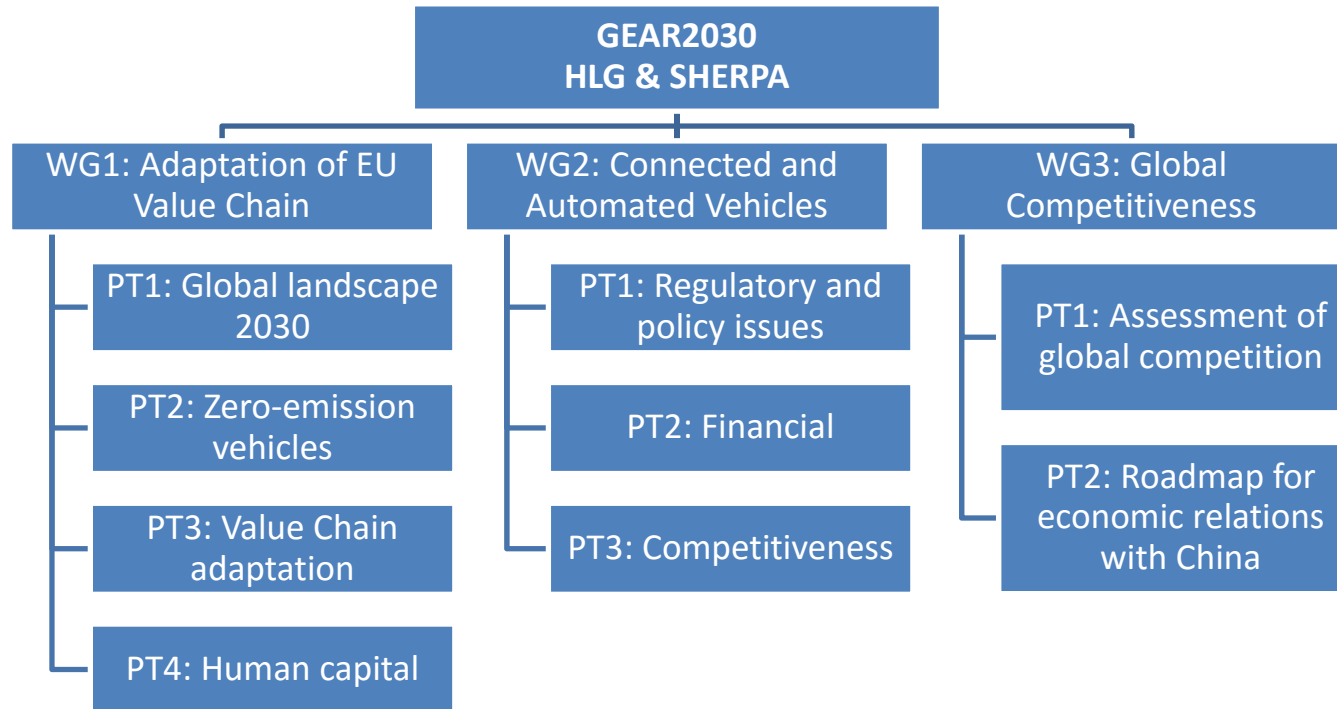 GEAR2030
HLG & SHERPA
WG1: Adaptation of EU
Value Chain
PT1: Global landscape
2030
PT2: Zero-emission
vehicles
PT3: Value Chain
adaptation
PT4: Human capital
WG2: Connected and
Automated Vehicles
PT1: Regulatory and
policy issues
PT2: Financial
PT3: Competitiveness
WG3: Global
Competitiveness
PT1: Assessment of
global competition
PT2: Roadmap for
economic relations
with China